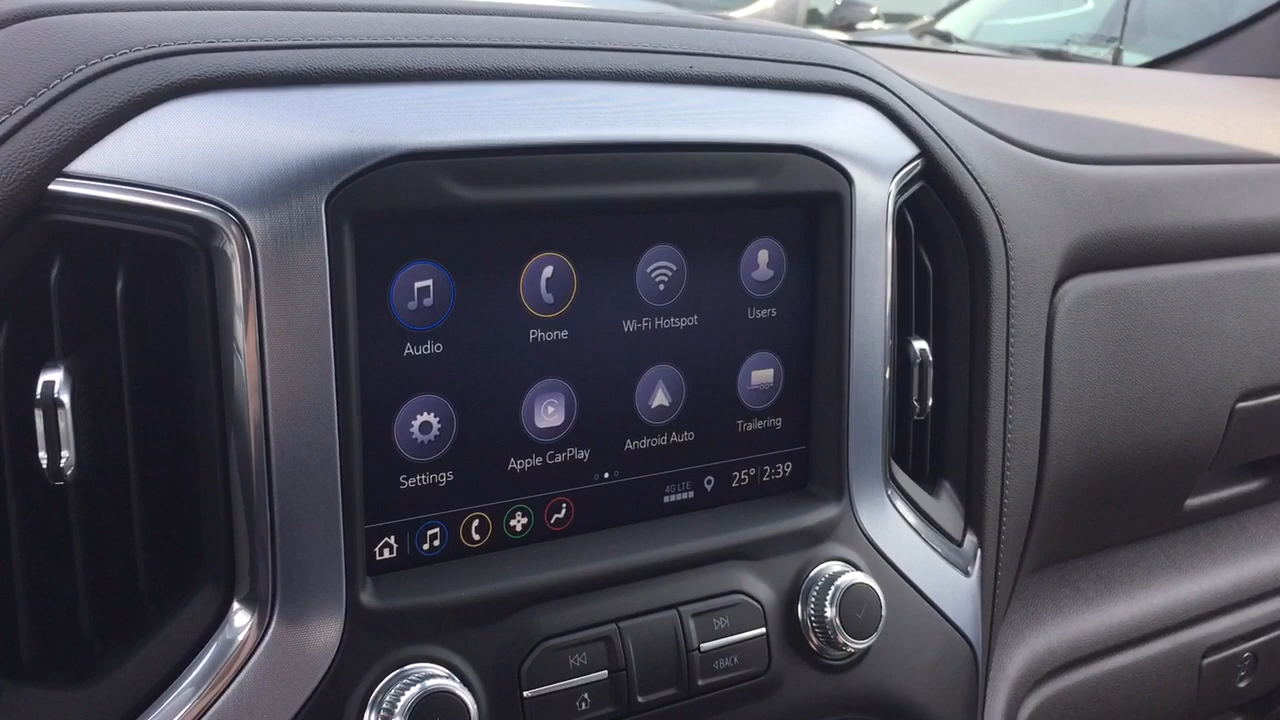 Audio
Phone
Wi-Fi Hotspot
Users
Settings
Apple CarPlay
Android Auto
Trailering
4G LTE
25° 2:39
BACK